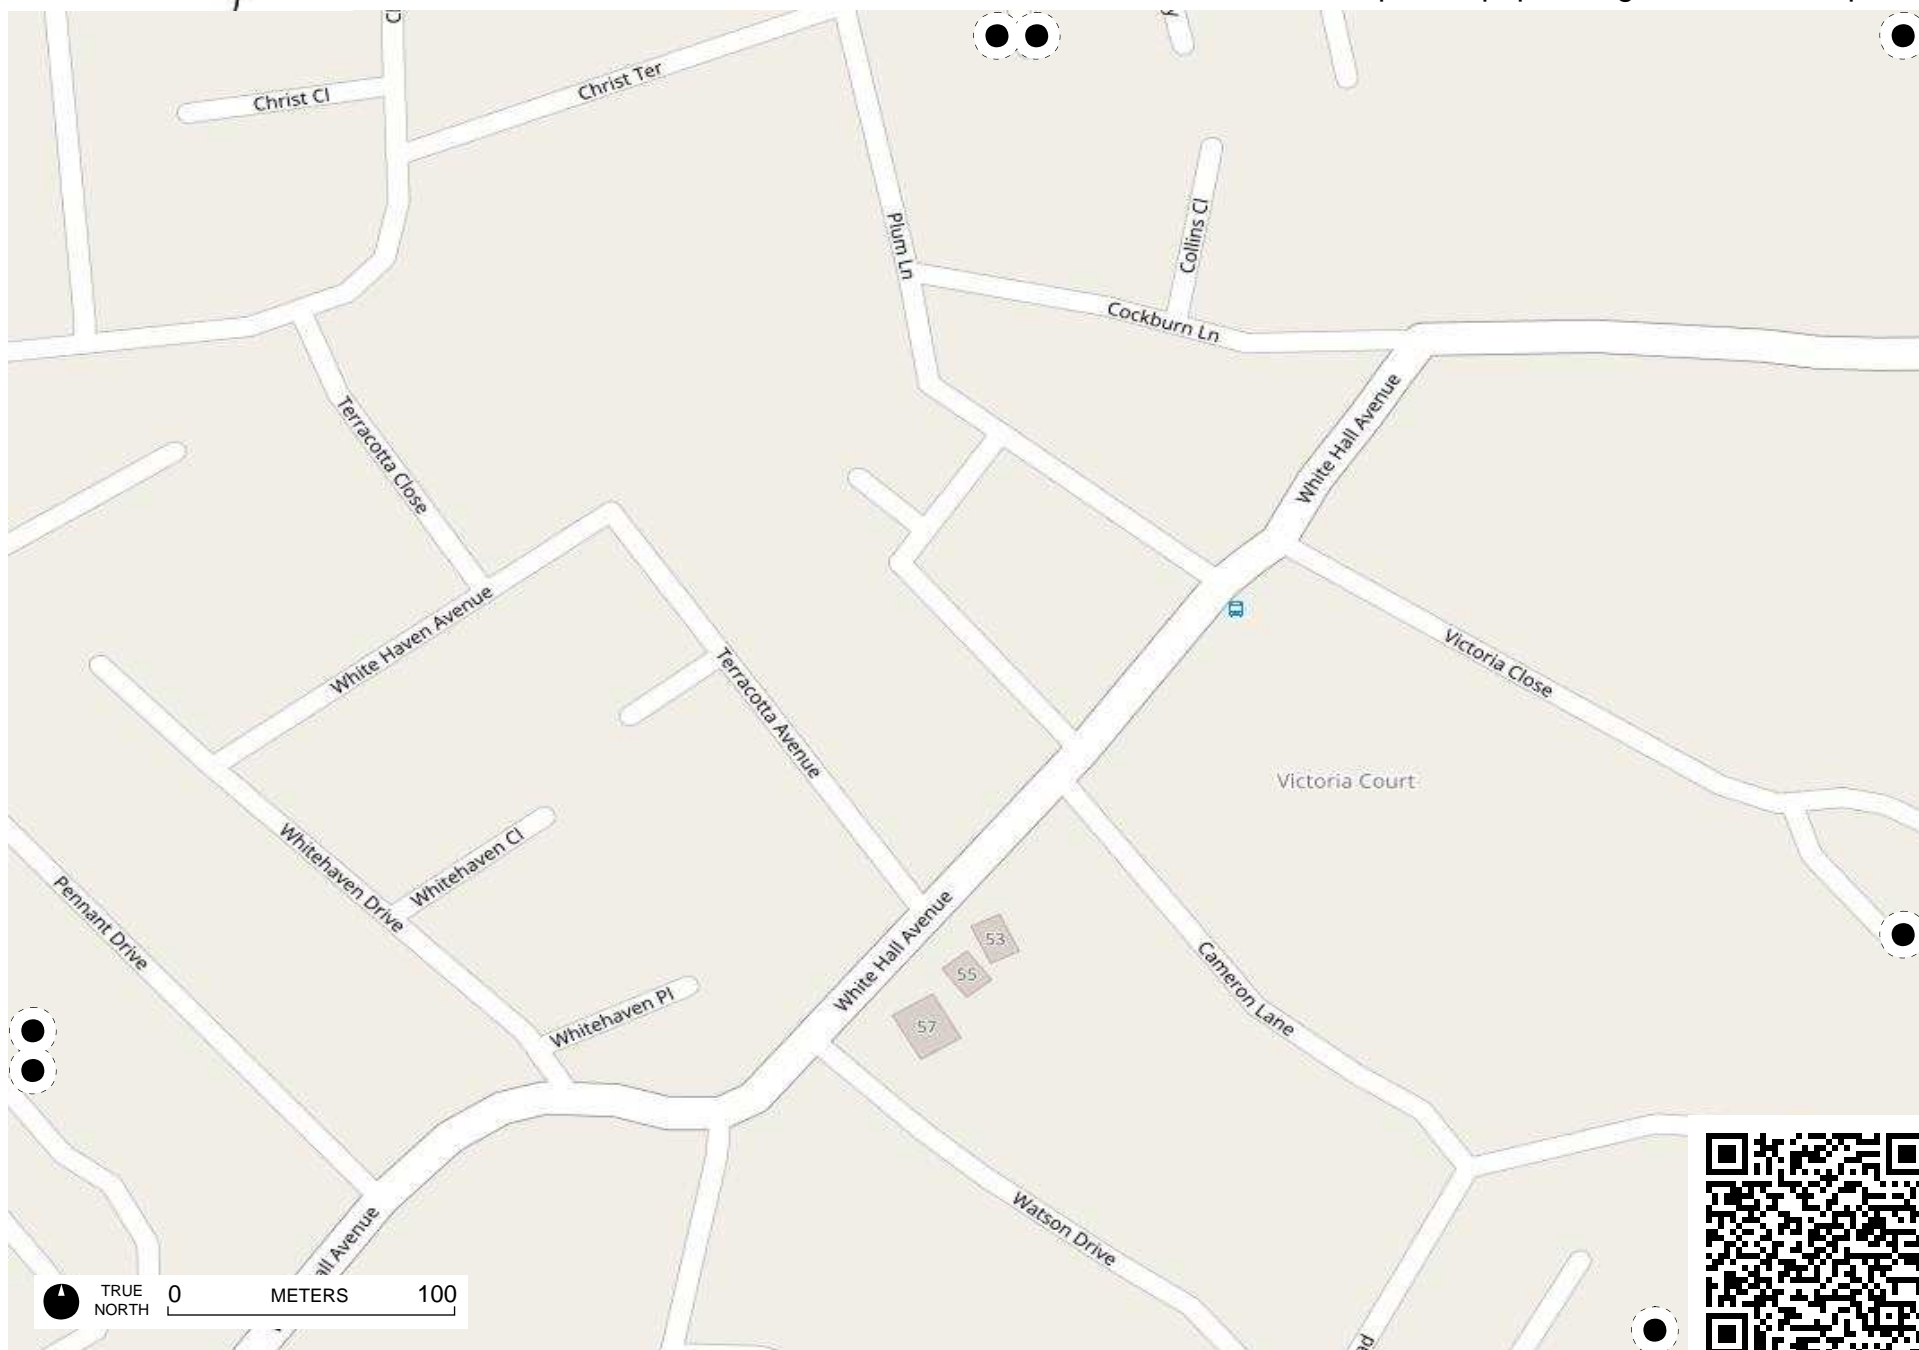 Christ Cl
Christ Ter
Plum Ln
Collins Cl
Cockburn Ln
White Hall Avenue
Terracotta Close
White Haven Avenue
Terracotta Avenue
Victoria Close
Victoria Court
Whitehaven Drive
Whitehaven Cl
Pennant Drive
White Hall Avenue
53
55
57
Cameron Lane
Whitehaven Pl
Watson Drive
all Avenue
TRUE
NORTH
0 METERS 100